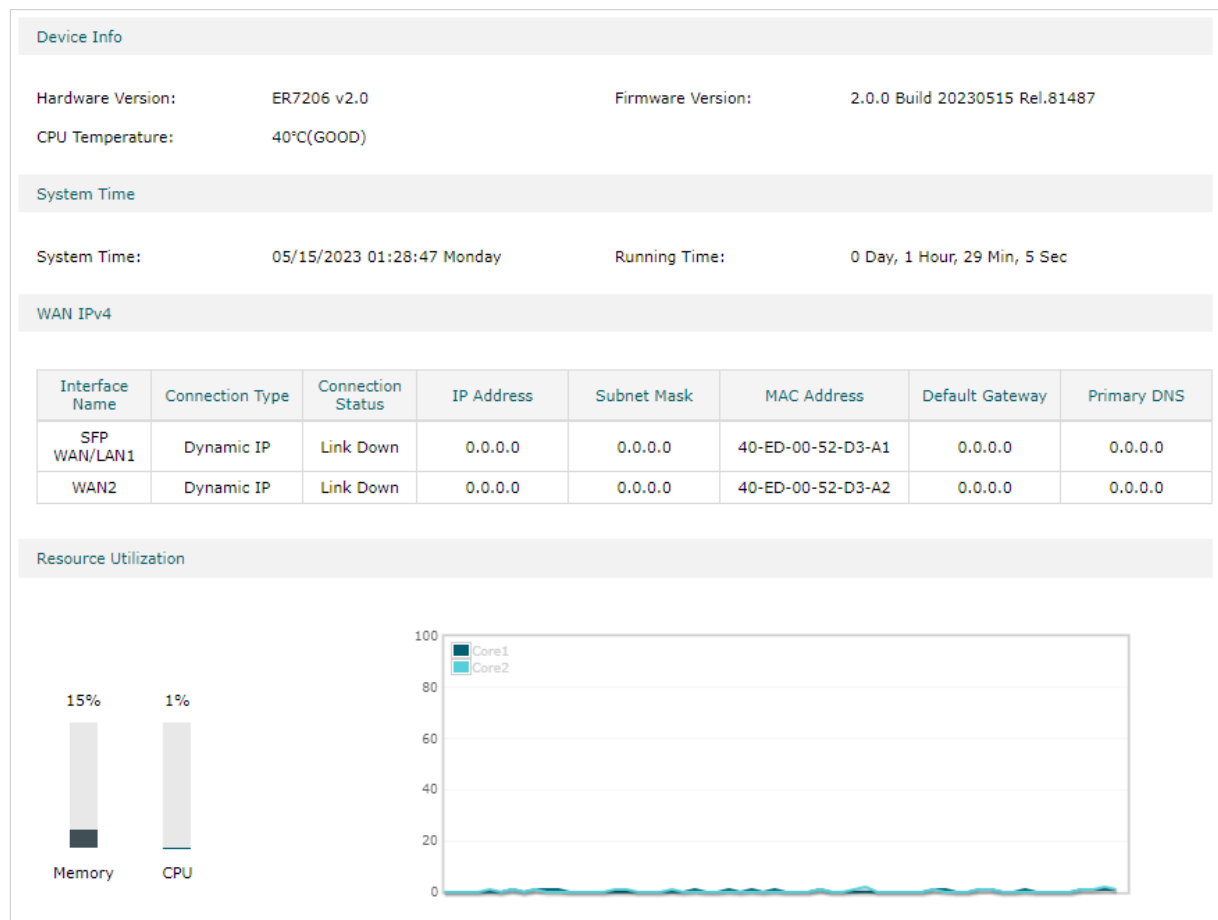 Device Info
Hardware Version: ER7206 v2.0 Firmware Version: 2.0.0 Build 20230515 Rel.81487
CPU Temperature: 40℃(GOOD)
System Time
System Time: 05/15/2023 01:28:47 Monday Running Time: 0 Day, 1 Hour, 29 Min, 5 Sec
WAN IPv4
Interface Name Connection Type Connection Status IP Address Subnet Mask MAC Address Default Gateway Primary DNS
SFP WAN/LAN1 Dynamic IP Link Down 0.0.0.0 0.0.0.0 40-ED-00-52-D3-A1 0.0.0.0 0.0.0.0
WAN2 Dynamic IP Link Down 0.0.0.0 0.0.0.0 40-ED-00-52-D3-A2 0.0.0.0 0.0.0.0
Resource Utilization
15% 1%
Memory CPU
100
80
60
40
20
0
Core1
Core2